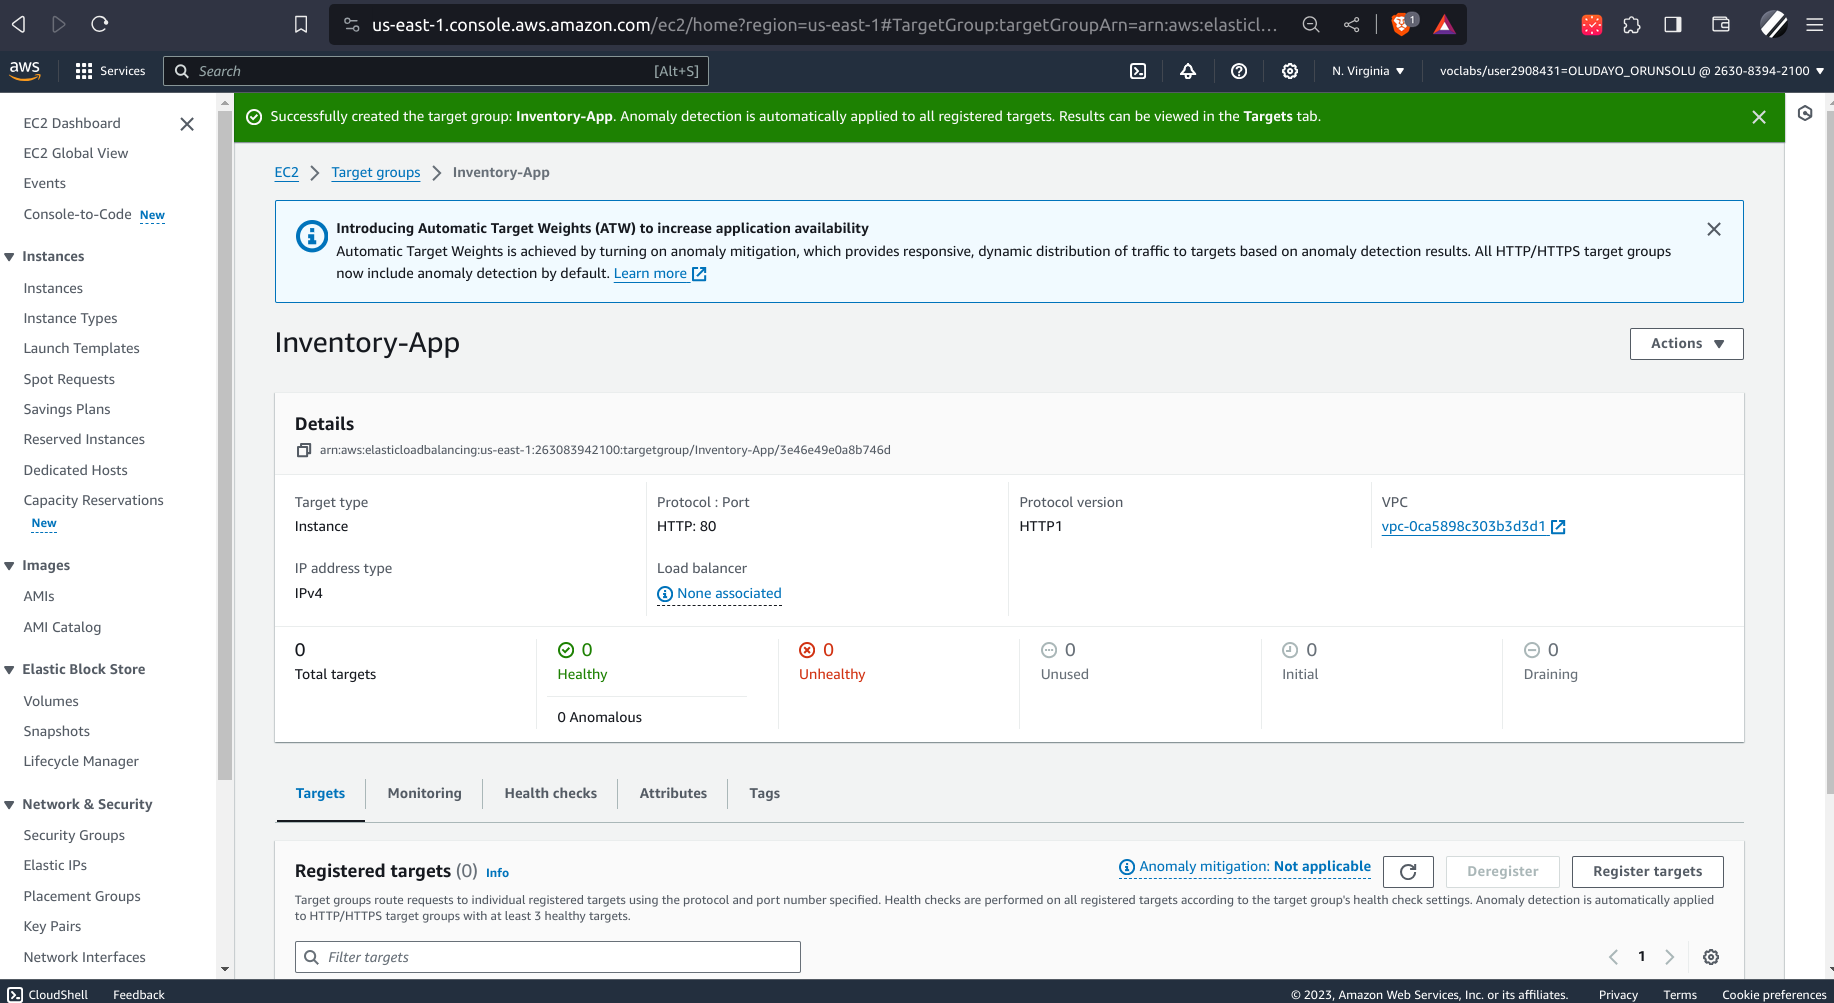 us-east-1.console.aws.amazon.com/ec2/home?region=us-east-1#TargetGroup:targetGroupArn=arn:aws:elasticl...
1
aws
Services
Search
[Alt+S]
N. Virginia
voclabs/user2908431=OLUDAYO_ORUNSOLU @ 2630-8394-2100
EC2 Dashboard
EC2 Global View
Events
Console-to-Code New
Instances
Instances
Instance Types
Launch Templates
Spot Requests
Savings Plans
Reserved Instances
Dedicated Hosts
Capacity Reservations
New
Images
AMIs
AMI Catalog
Elastic Block Store
Volumes
Snapshots
Lifecycle Manager
Network & Security
Security Groups
Elastic IPs
Placement Groups
Key Pairs
Network Interfaces
Successfully created the target group: Inventory-App. Anomaly detection is automatically applied to all registered targets. Results can be viewed in the Targets tab.
EC2
Target groups
Inventory-App
Introducing Automatic Target Weights (ATW) to increase application availability
Automatic Target Weights is achieved by turning on anomaly mitigation, which provides responsive, dynamic distribution of traffic to targets based on anomaly detection results. All HTTP/HTTPS target groups
now include anomaly detection by default. Learn more
Inventory-App
Actions
Details
arn:aws:elasticloadbalancing:us-east-1:263083942100:targetgroup/Inventory-App/3e46e49e0a8b746d
Target type
Instance
Protocol : Port
HTTP: 80
Protocol version
HTTP1
VPC
vpc-0ca5898c303b3d3d1
IP address type
IPv4
Load balancer
None associated
0
Total targets
0
Healthy
0 Anomalous
0
Unhealthy
0
Unused
0
Initial
0
Draining
Targets
Monitoring
Health checks
Attributes
Tags
Registered targets (0) Info
Anomaly mitigation: Not applicable
Deregister
Register targets
Target groups route requests to individual registered targets using the protocol and port number specified. Health checks are performed on all registered targets according to the target group's health check settings. Anomaly detection is automatically applied
to HTTP/HTTPS target groups with at least 3 healthy targets.
Filter targets
1
CloudShell
Feedback
© 2023, Amazon Web Services, Inc. or its affiliates.
Privacy
Terms
Cookie preferences